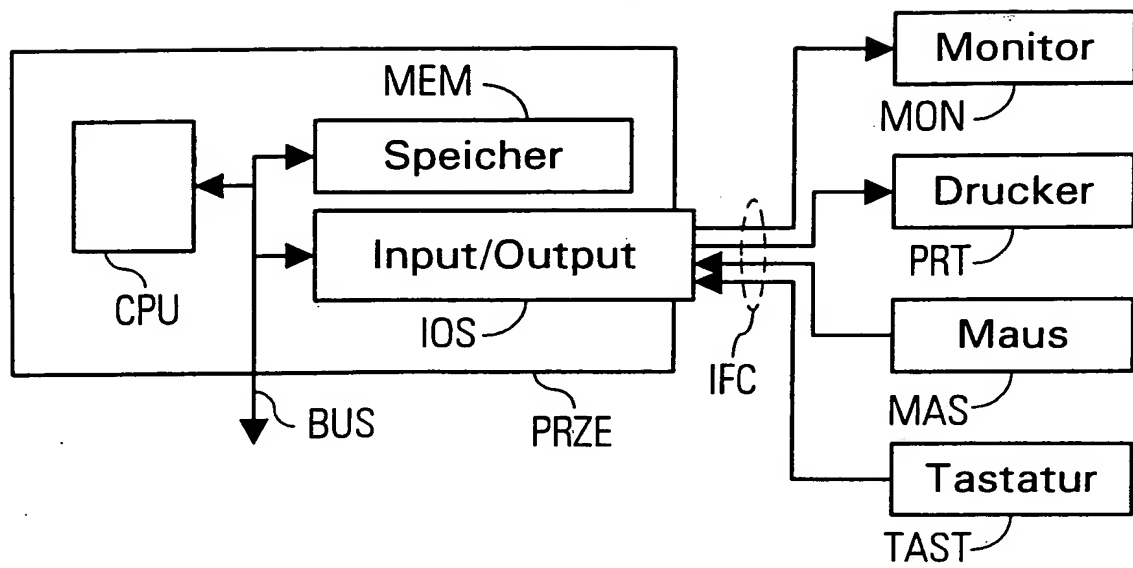 Monitor
MON
MEM
Speicher
CPU
Input/Output
IOS
Drucker
PRT
IFC
Maus
MAS
BUS
PRZE
Tastatur
TAST